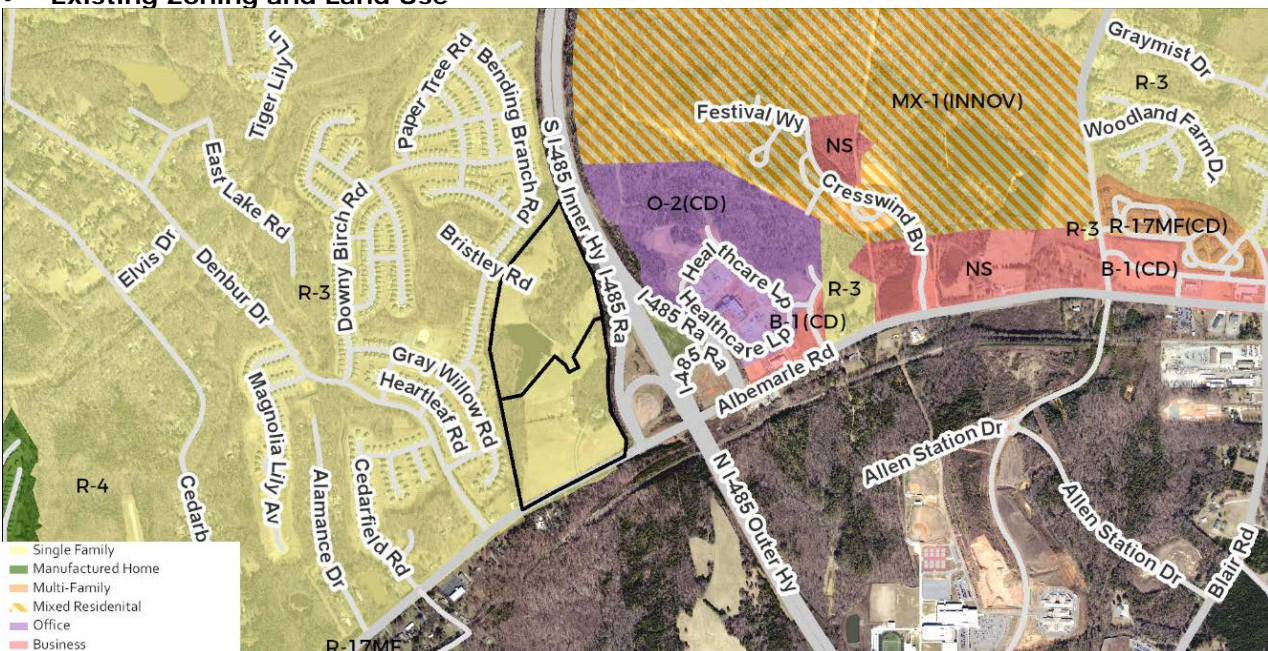 Existing Zoning and Land Use
Tiger Lily Ln
Paper Tree Rd
Bending Branch Rd
S I-485 Inner Hy
I-485 Ra
East Lake Rd
Elvis Dr
Denbur Dr
R-3
Downy Birch Rd
Bristley Rd
Gray Willow Rd
Heartleaf Rd
Magnolia Lily Av
Alamance Dr
Cedarfield Rd
R-4
Cedarb
R-17MF
Festival Wy
NS
MX-1(INNOV)
Graymist Dr
R-3
Woodland Farm Dr
Cresswind Bv
O-2(CD)
Healthcare Lp
Healthcare Lp
I-485 Ra
I-485 Ra
B-1(CD)
R-3
NS
R-3
R-17MF(CD)
B-1(CD)
Albemarle Rd
N I-485 Outer Hy
Allen Station Dr
Allen Station Dr
Blair Rd
Single Family
Manufactured Home
Multi-Family
Mixed Residenital
Office
Business